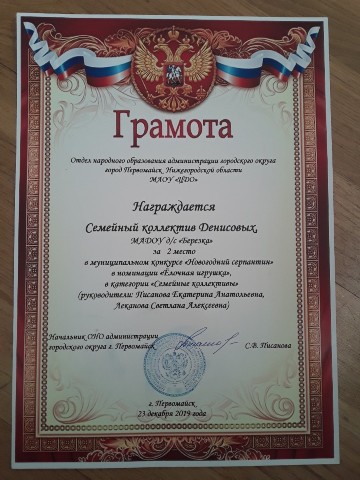 Грамота
Отдел народного образования администрации городского округа
город Первомайск Нижегородской области
МАОУ «ЦДО»
Награждается
Семейный коллектив Денисовых,
МАДОУ д/с «Березка»
за 2 место
в муниципальном конкурсе «Новогодний серпантин»
в номинации «Елочная игрушка»,
в категории «Семейные коллективы»
(руководители: Писанова Екатерина Анатольевна,
Леканова Светлана Алексеевна)
Начальник ОНО администрации
городского округа г. Первомайск
С.В. Писанова
г. Первомайск
23 декабря 2019 года